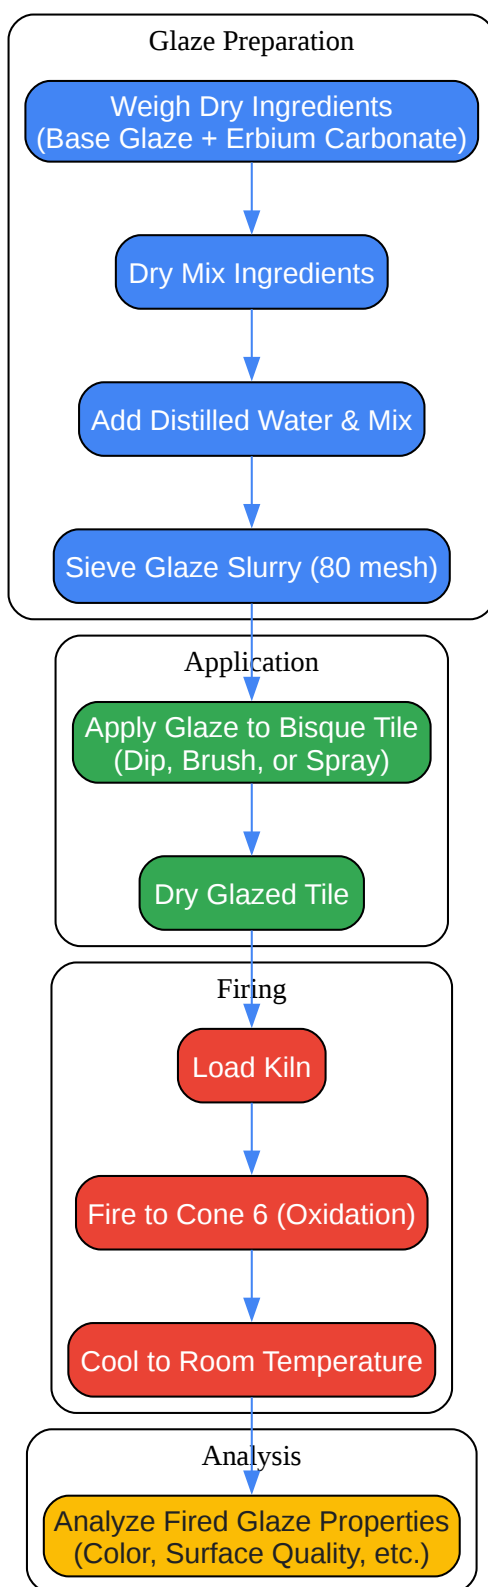 Glaze Preparation
Weigh Dry Ingredients
(Base Glaze + Erbium Carbonate)
Dry Mix Ingredients
Add Distilled Water & Mix
Sieve Glaze Slurry (80 mesh)
Application
Apply Glaze to Bisque Tile
(Dip, Brush, or Spray)
Dry Glazed Tile
Firing
Load Kiln
Fire to Cone 6 (Oxidation)
Cool to Room Temperature
Analysis
Analyze Fired Glaze Properties
(Color, Surface Quality, etc.)